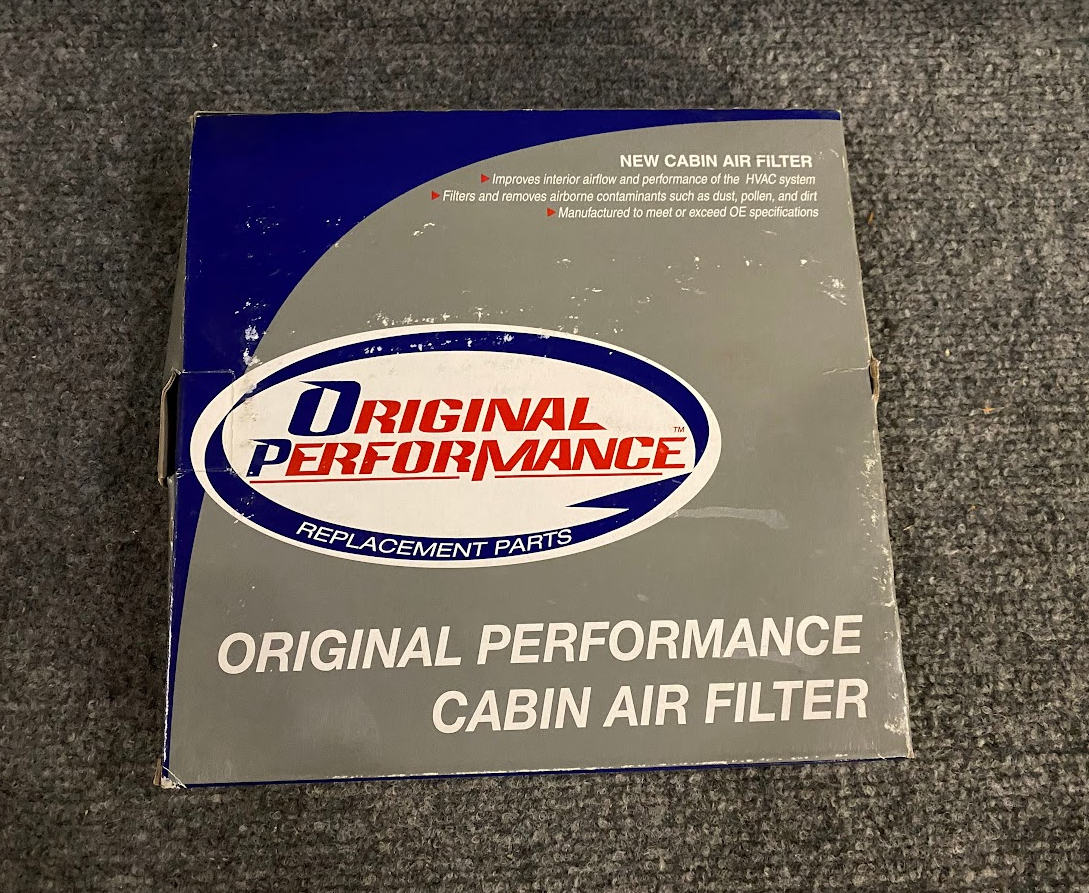 NEW CABIN AIR FILTER
Improves interior airflow and performance of the HVAC system
Filters and removes airborne contaminants such as dust, pollen, and dirt
Manufactured to meet or exceed OE specifications
ORIGINAL
PERFORMANCE™
REPLACEMENT PARTS
ORIGINAL PERFORMANCE
CABIN AIR FILTER